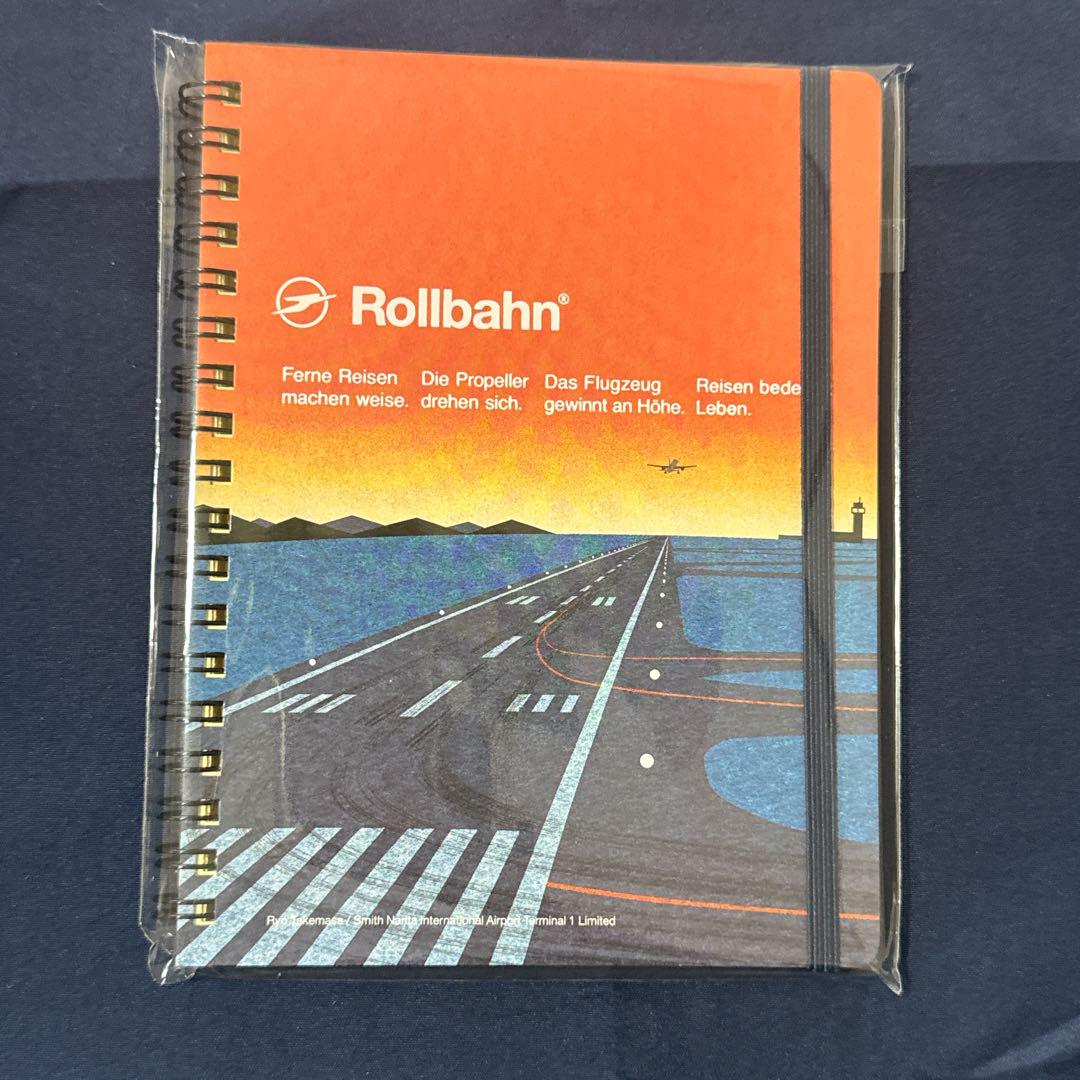 Rollbahn®
Ferne Reisen
machen weise.
Die Propeller
drehen sich.
Das Flugzeug
gewinnt an Höhe.
Reisen bede
Leben.
Ryo Takemasa / Smith Narita International Airport Terminal 1 Limited